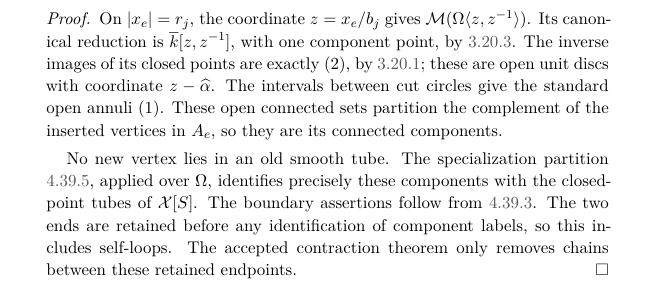 Proof. On |x_e| = r_j, the coordinate z = x_e/b_j gives ℳ(Ω⟨z, z⁻¹⟩). Its canon-
ical reduction is k̅[z, z⁻¹], with one component point, by 3.20.3. The inverse
images of its closed points are exactly (2), by 3.20.1; these are open unit discs
with coordinate z − α̂. The intervals between cut circles give the standard
open annuli (1). These open connected sets partition the complement of the
inserted vertices in A_e, so they are its connected components.
No new vertex lies in an old smooth tube. The specialization partition
4.39.5, applied over Ω, identifies precisely these components with the closed-
point tubes of 𝒳[S]. The boundary assertions follow from 4.39.3. The two
ends are retained before any identification of component labels, so this in-
cludes self-loops. The accepted contraction theorem only removes chains
between these retained endpoints. □